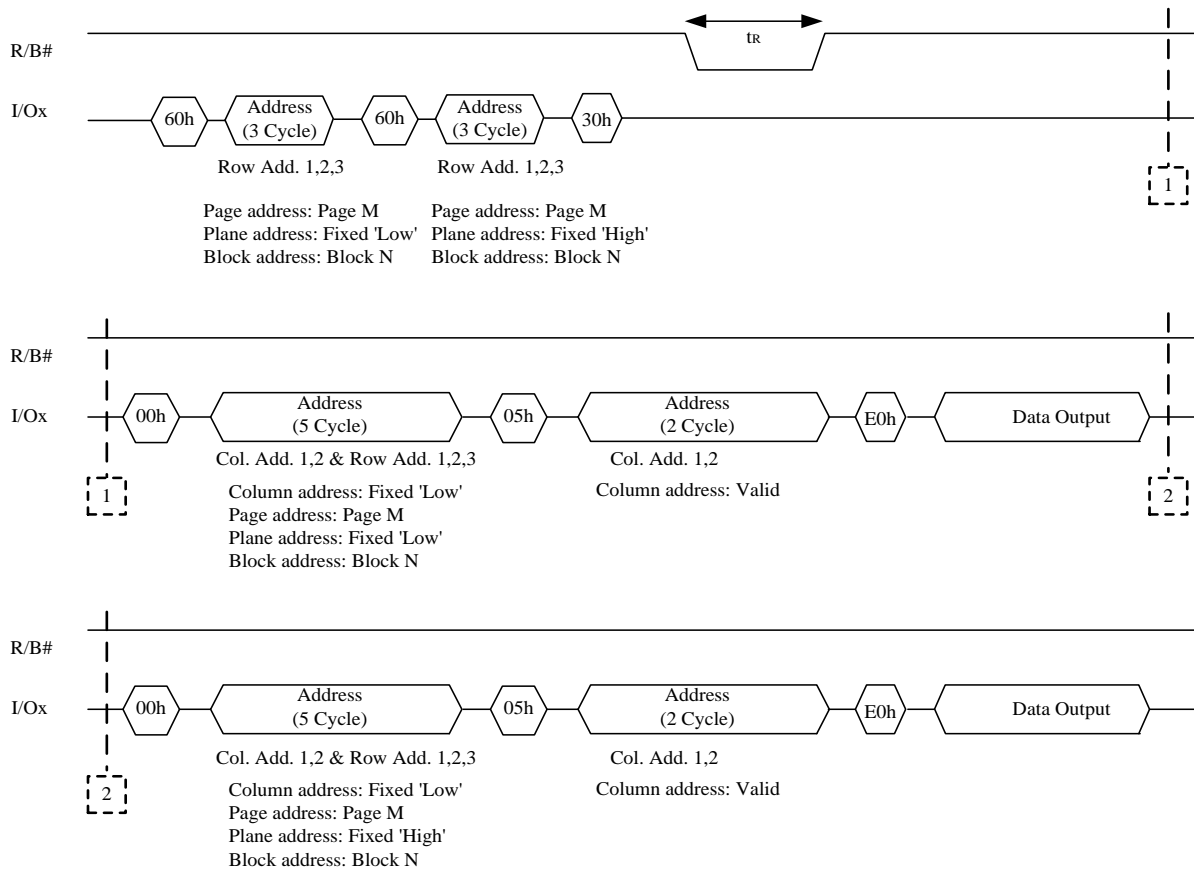 R/B#
tR
1
I/Ox
60h
Address
(3 Cycle)
60h
Address
(3 Cycle)
30h
Row Add. 1,2,3
Row Add. 1,2,3
Page address: Page M
Plane address: Fixed 'Low'
Block address: Block N
Page address: Page M
Plane address: Fixed 'High'
Block address: Block N
R/B#
I/Ox
00h
Address
(5 Cycle)
05h
Address
(2 Cycle)
E0h
Data Output
Col. Add. 1,2 & Row Add. 1,2,3
Col. Add. 1,2
1
Column address: Fixed 'Low'
Page address: Page M
Plane address: Fixed 'Low'
Block address: Block N
Column address: Valid
2
R/B#
I/Ox
00h
Address
(5 Cycle)
05h
Address
(2 Cycle)
E0h
Data Output
Col. Add. 1,2 & Row Add. 1,2,3
Col. Add. 1,2
2
Column address: Fixed 'Low'
Page address: Page M
Plane address: Fixed 'High'
Block address: Block N
Column address: Valid